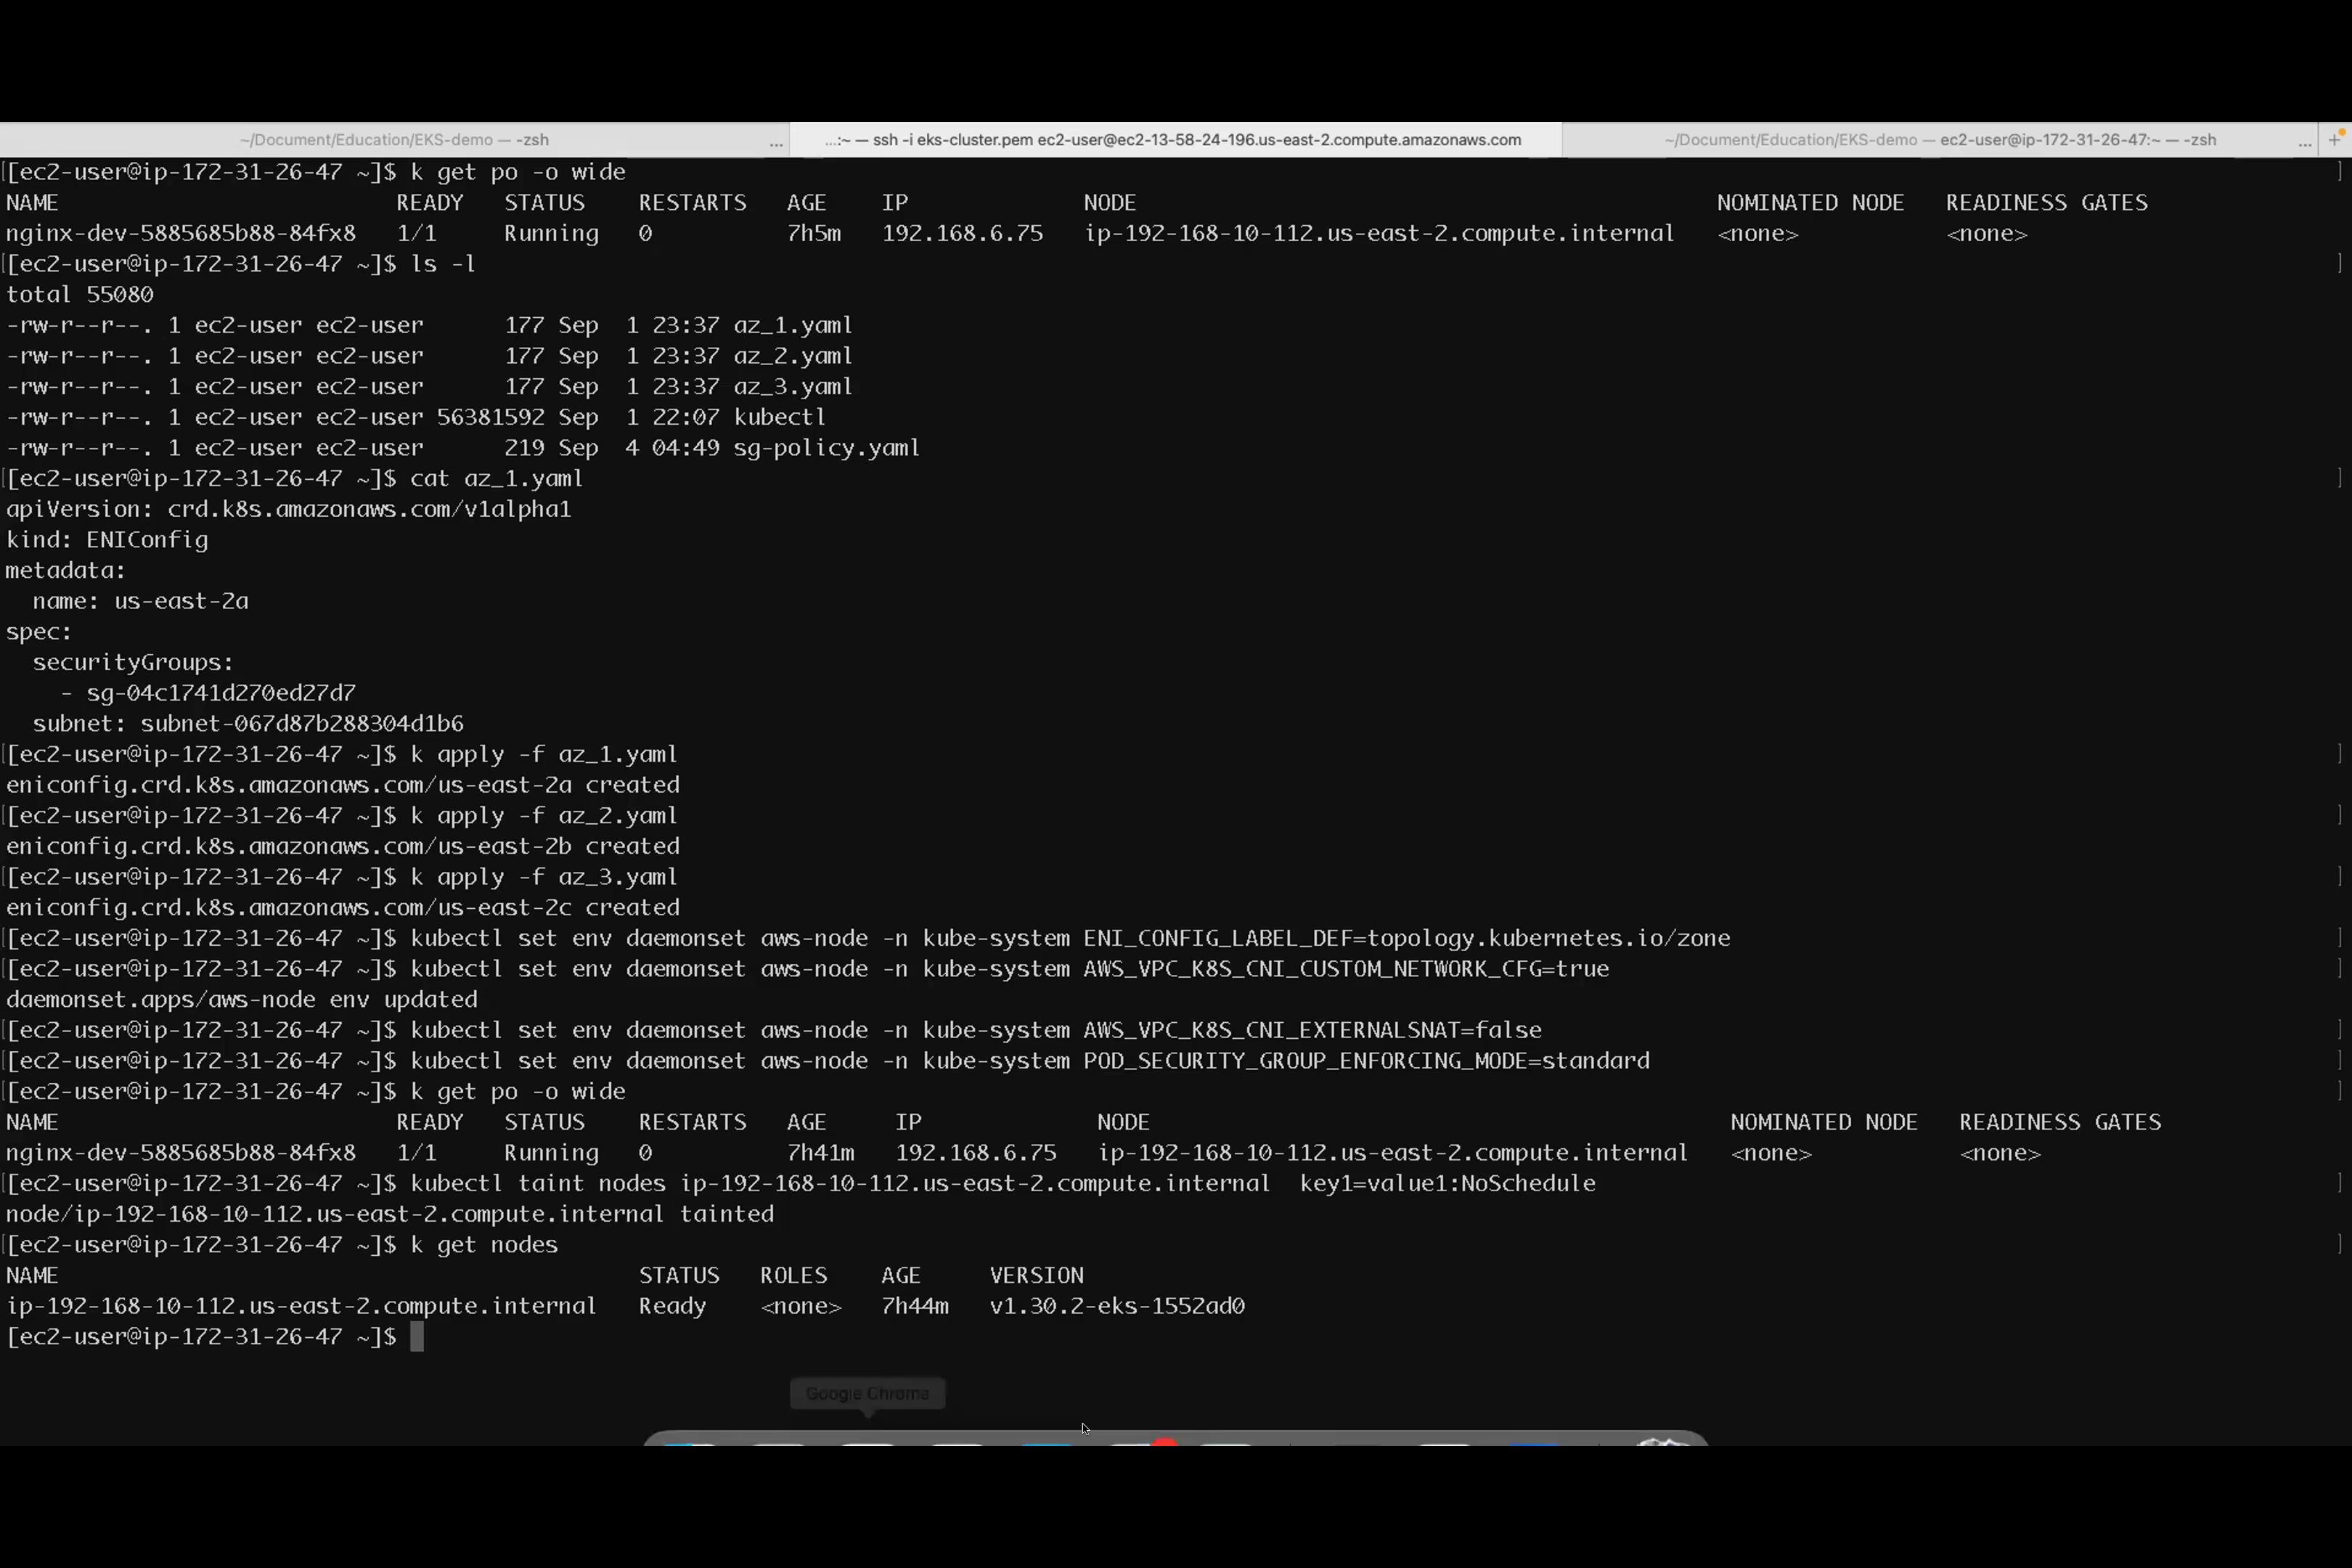 ~/Document/Education/EKS-demo — -zsh ... ...:~ — ssh -i eks-cluster.pem ec2-user@ec2-13-58-24-196.us-east-2.compute.amazonaws.com ~/Document/Education/EKS-demo — ec2-user@ip-172-31-26-47:~ — -zsh ... +
[ec2-user@ip-172-31-26-47 ~]$ k get po -o wide
NAME READY STATUS RESTARTS AGE IP NODE NOMINATED NODE READINESS GATES
nginx-dev-5885685b88-84fx8 1/1 Running 0 7h5m 192.168.6.75 ip-192-168-10-112.us-east-2.compute.internal <none> <none>
[ec2-user@ip-172-31-26-47 ~]$ ls -l
total 55080
-rw-r--r--. 1 ec2-user ec2-user 177 Sep 1 23:37 az_1.yaml
-rw-r--r--. 1 ec2-user ec2-user 177 Sep 1 23:37 az_2.yaml
-rw-r--r--. 1 ec2-user ec2-user 177 Sep 1 23:37 az_3.yaml
-rw-r--r--. 1 ec2-user ec2-user 56381592 Sep 1 22:07 kubectl
-rw-r--r--. 1 ec2-user ec2-user 219 Sep 4 04:49 sg-policy.yaml
[ec2-user@ip-172-31-26-47 ~]$ cat az_1.yaml
apiVersion: crd.k8s.amazonaws.com/v1alpha1
kind: ENIConfig
metadata:
  name: us-east-2a
spec:
  securityGroups:
    - sg-04c1741d270ed27d7
  subnet: subnet-067d87b288304d1b6
[ec2-user@ip-172-31-26-47 ~]$ k apply -f az_1.yaml
eniconfig.crd.k8s.amazonaws.com/us-east-2a created
[ec2-user@ip-172-31-26-47 ~]$ k apply -f az_2.yaml
eniconfig.crd.k8s.amazonaws.com/us-east-2b created
[ec2-user@ip-172-31-26-47 ~]$ k apply -f az_3.yaml
eniconfig.crd.k8s.amazonaws.com/us-east-2c created
[ec2-user@ip-172-31-26-47 ~]$ kubectl set env daemonset aws-node -n kube-system ENI_CONFIG_LABEL_DEF=topology.kubernetes.io/zone
[ec2-user@ip-172-31-26-47 ~]$ kubectl set env daemonset aws-node -n kube-system AWS_VPC_K8S_CNI_CUSTOM_NETWORK_CFG=true
daemonset.apps/aws-node env updated
[ec2-user@ip-172-31-26-47 ~]$ kubectl set env daemonset aws-node -n kube-system AWS_VPC_K8S_CNI_EXTERNALSNAT=false
[ec2-user@ip-172-31-26-47 ~]$ kubectl set env daemonset aws-node -n kube-system POD_SECURITY_GROUP_ENFORCING_MODE=standard
[ec2-user@ip-172-31-26-47 ~]$ k get po -o wide
NAME READY STATUS RESTARTS AGE IP NODE NOMINATED NODE READINESS GATES
nginx-dev-5885685b88-84fx8 1/1 Running 0 7h41m 192.168.6.75 ip-192-168-10-112.us-east-2.compute.internal <none> <none>
[ec2-user@ip-172-31-26-47 ~]$ kubectl taint nodes ip-192-168-10-112.us-east-2.compute.internal  key1=value1:NoSchedule
node/ip-192-168-10-112.us-east-2.compute.internal tainted
[ec2-user@ip-172-31-26-47 ~]$ k get nodes
NAME STATUS ROLES AGE VERSION
ip-192-168-10-112.us-east-2.compute.internal Ready <none> 7h44m v1.30.2-eks-1552ad0
[ec2-user@ip-172-31-26-47 ~]$
Google Chrome